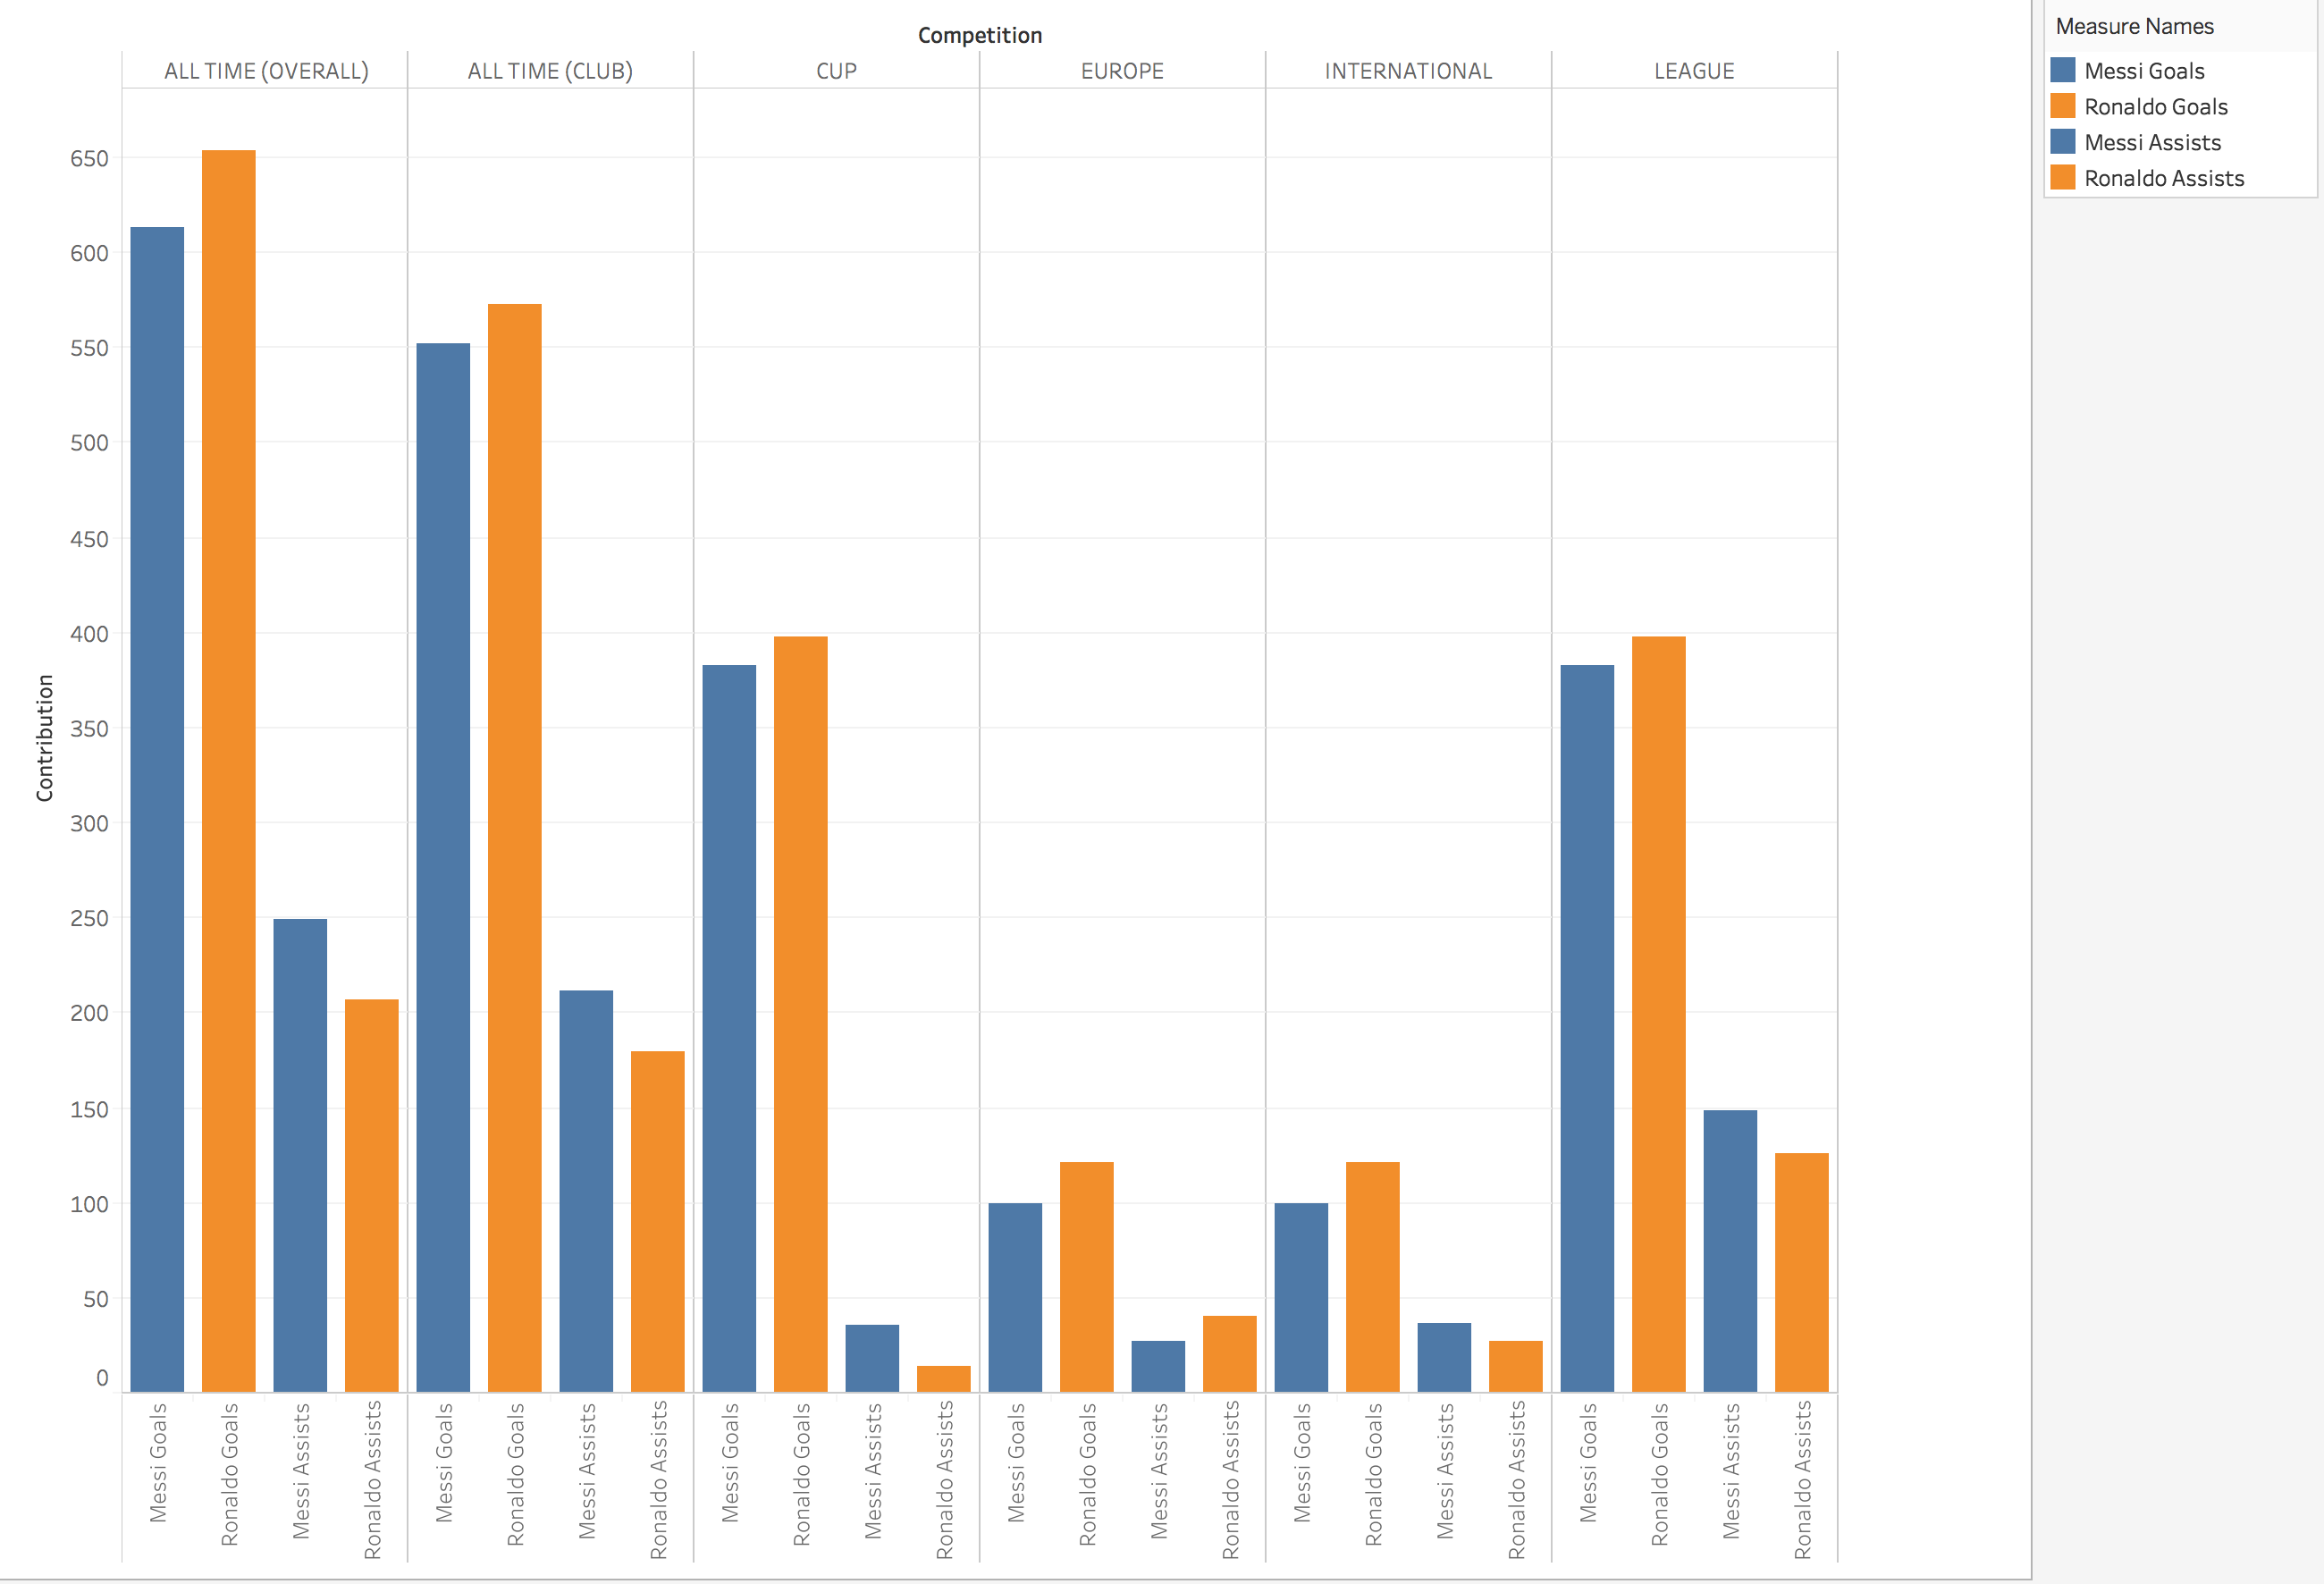 Competition
ALL TIME (OVERALL) ALL TIME (CLUB) CUP EUROPE INTERNATIONAL LEAGUE
Contribution
650
600
550
500
450
400
350
300
250
200
150
100
50
0
Messi Goals
Ronaldo Goals
Messi Assists
Ronaldo Assists
Messi Goals
Ronaldo Goals
Messi Assists
Ronaldo Assists
Messi Goals
Ronaldo Goals
Messi Assists
Ronaldo Assists
Messi Goals
Ronaldo Goals
Messi Assists
Ronaldo Assists
Messi Goals
Ronaldo Goals
Messi Assists
Ronaldo Assists
Messi Goals
Ronaldo Goals
Messi Assists
Ronaldo Assists
Measure Names
Messi Goals
Ronaldo Goals
Messi Assists
Ronaldo Assists